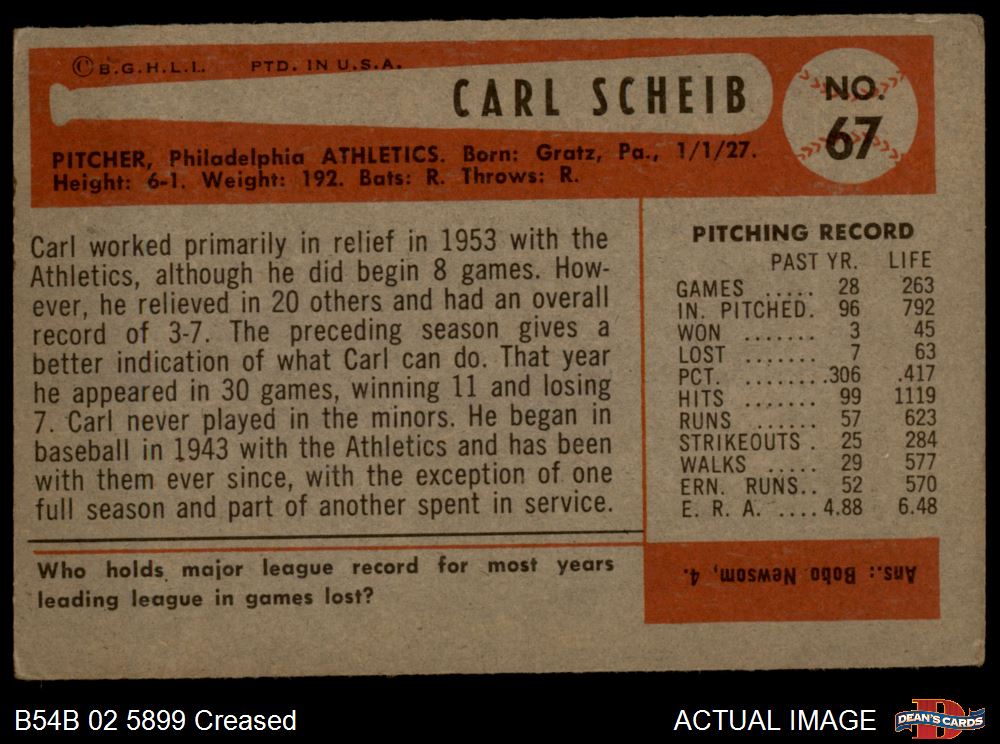 ©B.G.H.L.I. PTD. IN U.S.A.
CARL SCHEIB
NO.
67
PITCHER, Philadelphia ATHLETICS. Born: Gratz, Pa., 1/1/27.
Height: 6-1. Weight: 192. Bats: R. Throws: R.
Carl worked primarily in relief in 1953 with the
Athletics, although he did begin 8 games. How-
ever, he relieved in 20 others and had an overall
record of 3-7. The preceding season gives a
better indication of what Carl can do. That year
he appeared in 30 games, winning 11 and losing
7. Carl never played in the minors. He began in
baseball in 1943 with the Athletics and has been
with them ever since, with the exception of one
full season and part of another spent in service.
PITCHING RECORD
PAST YR. LIFE
GAMES ..... 28 263
IN. PITCHED. 96 792
WON ....... 3 45
LOST ....... 7 63
PCT. ........306 .417
HITS ....... 99 1119
RUNS ...... 57 623
STRIKEOUTS . 25 284
WALKS ..... 29 577
ERN. RUNS.. 52 570
E. R. A. ....4.88 6.48
Who holds major league record for most years
leading league in games lost?
Ans.: Bobo Newsom, 4.
B54B 02 5899 Creased
ACTUAL IMAGE
DEAN'S CARDS